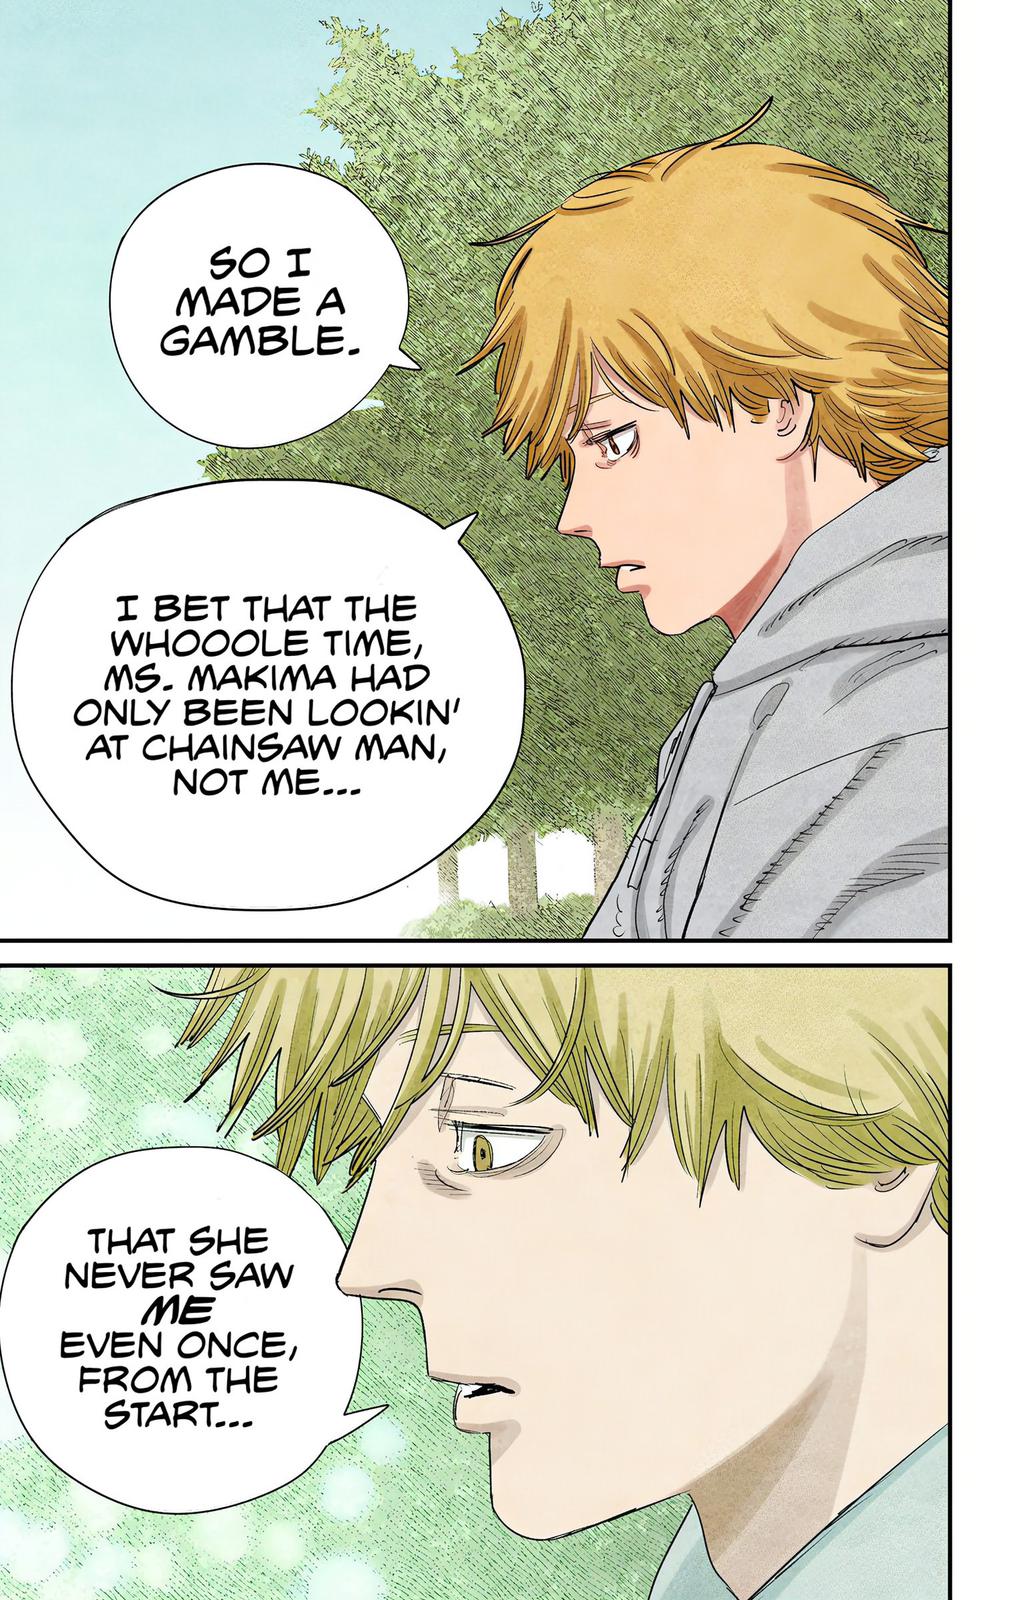 SO I
MADE A
GAMBLE.
I BET THAT THE
WHOOOLE TIME,
MS. MAKIMA HAD
ONLY BEEN LOOKIN'
AT CHAINSAW MAN,
NOT ME...
THAT SHE
NEVER SAW
ME
EVEN ONCE,
FROM THE
START...